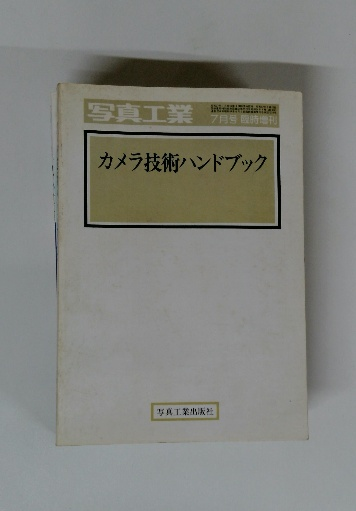 写真工業
7月号 臨時増刊
カメラ技術ハンドブック
写真工業出版社